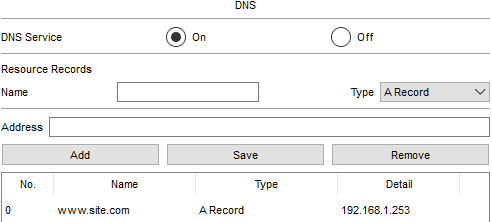 DNS
DNS Service On Off
Resource Records
Name Type A Record
Address
Add Save Remove
No. Name Type Detail
0 www.site.com A Record 192.168.1.253